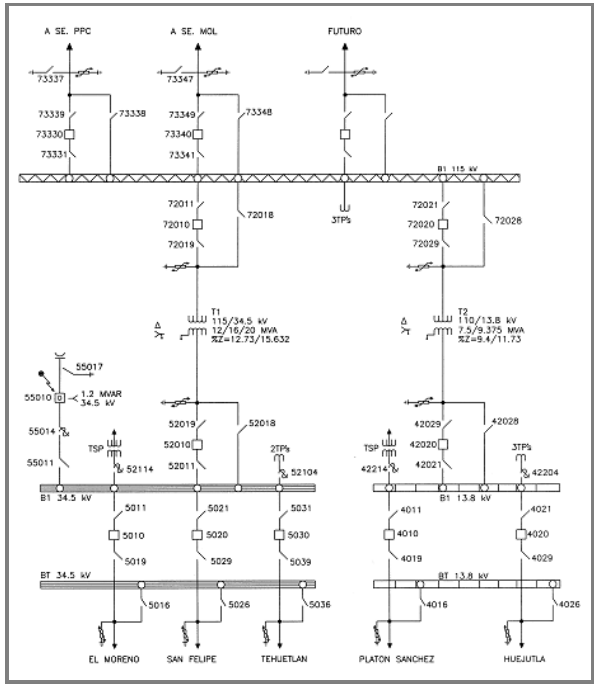 A SE. PPC
A SE. MOL
FUTURO
73337
73347
73339
73338
73349
73348
73330
73340
73331
73341
B1 115 kV
72011
72018
72021
72028
72010
3TP's
72020
72019
72029
T1
115/34.5 kV
12/16/20 MVA
%Z=12.73/15.632
T2
110/13.8 kV
7.5/9.375 MVA
%Z=9.4/11.73
55017
55010
1.2 MVAR
34.5 kV
55014
55011
TSP
52114
52019
52018
52010
52011
2TP's
52104
42029
42028
42020
42021
TSP
42214
3TP's
42204
B1 34.5 kV
B1 13.8 kV
5011
5021
5031
4011
4021
5010
5020
5030
4010
4020
5019
5029
5039
4019
4029
BT 34.5 kV
BT 13.8 kV
5016
5026
5036
4016
4026
EL MORENO
SAN FELIPE
TEHUETLAN
PLATON SANCHEZ
HUEJUTLA